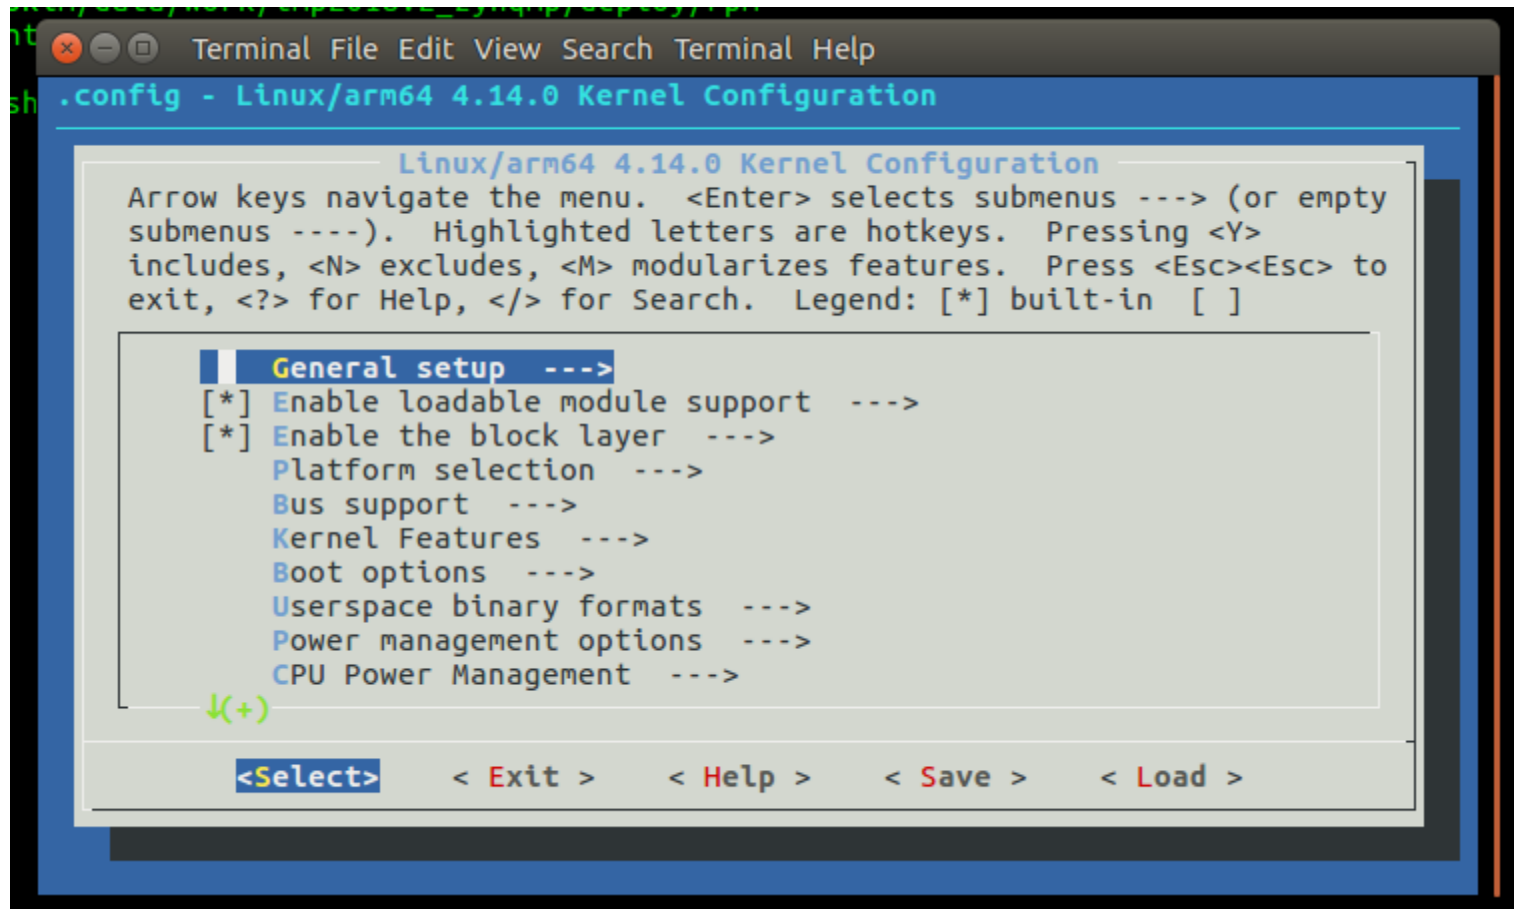 Terminal File Edit View Search Terminal Help
.config - Linux/arm64 4.14.0 Kernel Configuration
Linux/arm64 4.14.0 Kernel Configuration
Arrow keys navigate the menu.  <Enter> selects submenus ---> (or empty
submenus ----).  Highlighted letters are hotkeys.  Pressing <Y>
includes, <N> excludes, <M> modularizes features.  Press <Esc><Esc> to
exit, <?> for Help, </> for Search.  Legend: [*] built-in  [ ]
General setup  --->
[*] Enable loadable module support  --->
[*] Enable the block layer  --->
Platform selection  --->
Bus support  --->
Kernel Features  --->
Boot options  --->
Userspace binary formats  --->
Power management options  --->
CPU Power Management  --->
↓(+)
<Select>    < Exit >    < Help >    < Save >    < Load >